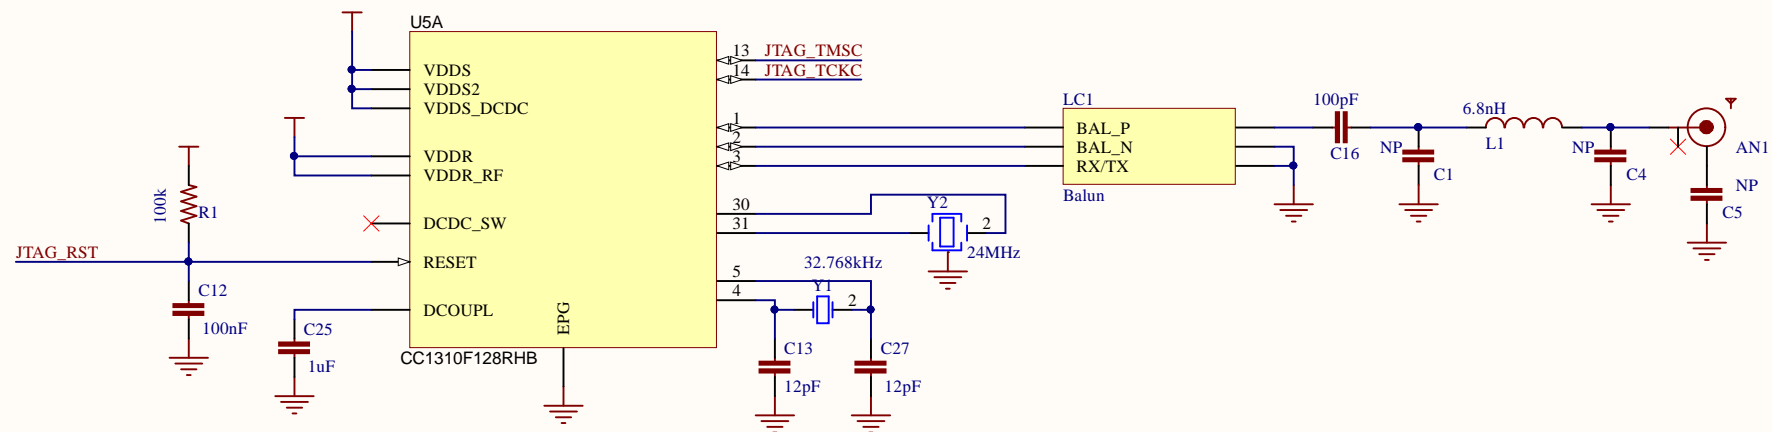 U5A
VDDS
VDDS2
VDDS_DCDC
VDDR
VDDR_RF
DCDC_SW
RESET
DCOUPL
EPG
CC1310F128RHB
13 JTAG_TMSC
14 JTAG_TCKC
1
2
3
30
31
5
4
100k
R1
JTAG_RST
C12
100nF
C25
1uF
LC1
BAL_P
BAL_N
RX/TX
Balun
Y2
2
24MHz
32.768kHz
Y1
2
C13
12pF
C27
12pF
100pF
C16
NP
C1
6.8nH
L1
NP
C4
AN1
NP
C5